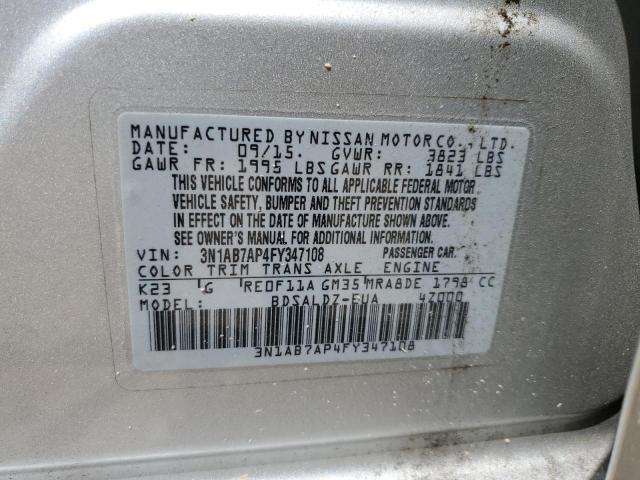 MANUFACTURED BY NISSAN MOTOR CO., LTD.
DATE: 09/15. GVWR: 3823 LBS
GAWR FR: 1995 LBS GAWR RR: 1841 LBS
THIS VEHICLE CONFORMS TO ALL APPLICABLE FEDERAL MOTOR
VEHICLE SAFETY, BUMPER AND THEFT PREVENTION STANDARDS
IN EFFECT ON THE DATE OF MANUFACTURE SHOWN ABOVE.
SEE OWNER'S MANUAL FOR ADDITIONAL INFORMATION.
VIN: 3N1AB7AP4FY347108 PASSENGER CAR.
COLOR TRIM TRANS AXLE ENGINE
K23 G RE0F11A GM35 MRA8DE 1798 CC
MODEL: BDSALDZ-EUA 4Z000
3N1AB7AP4FY347108